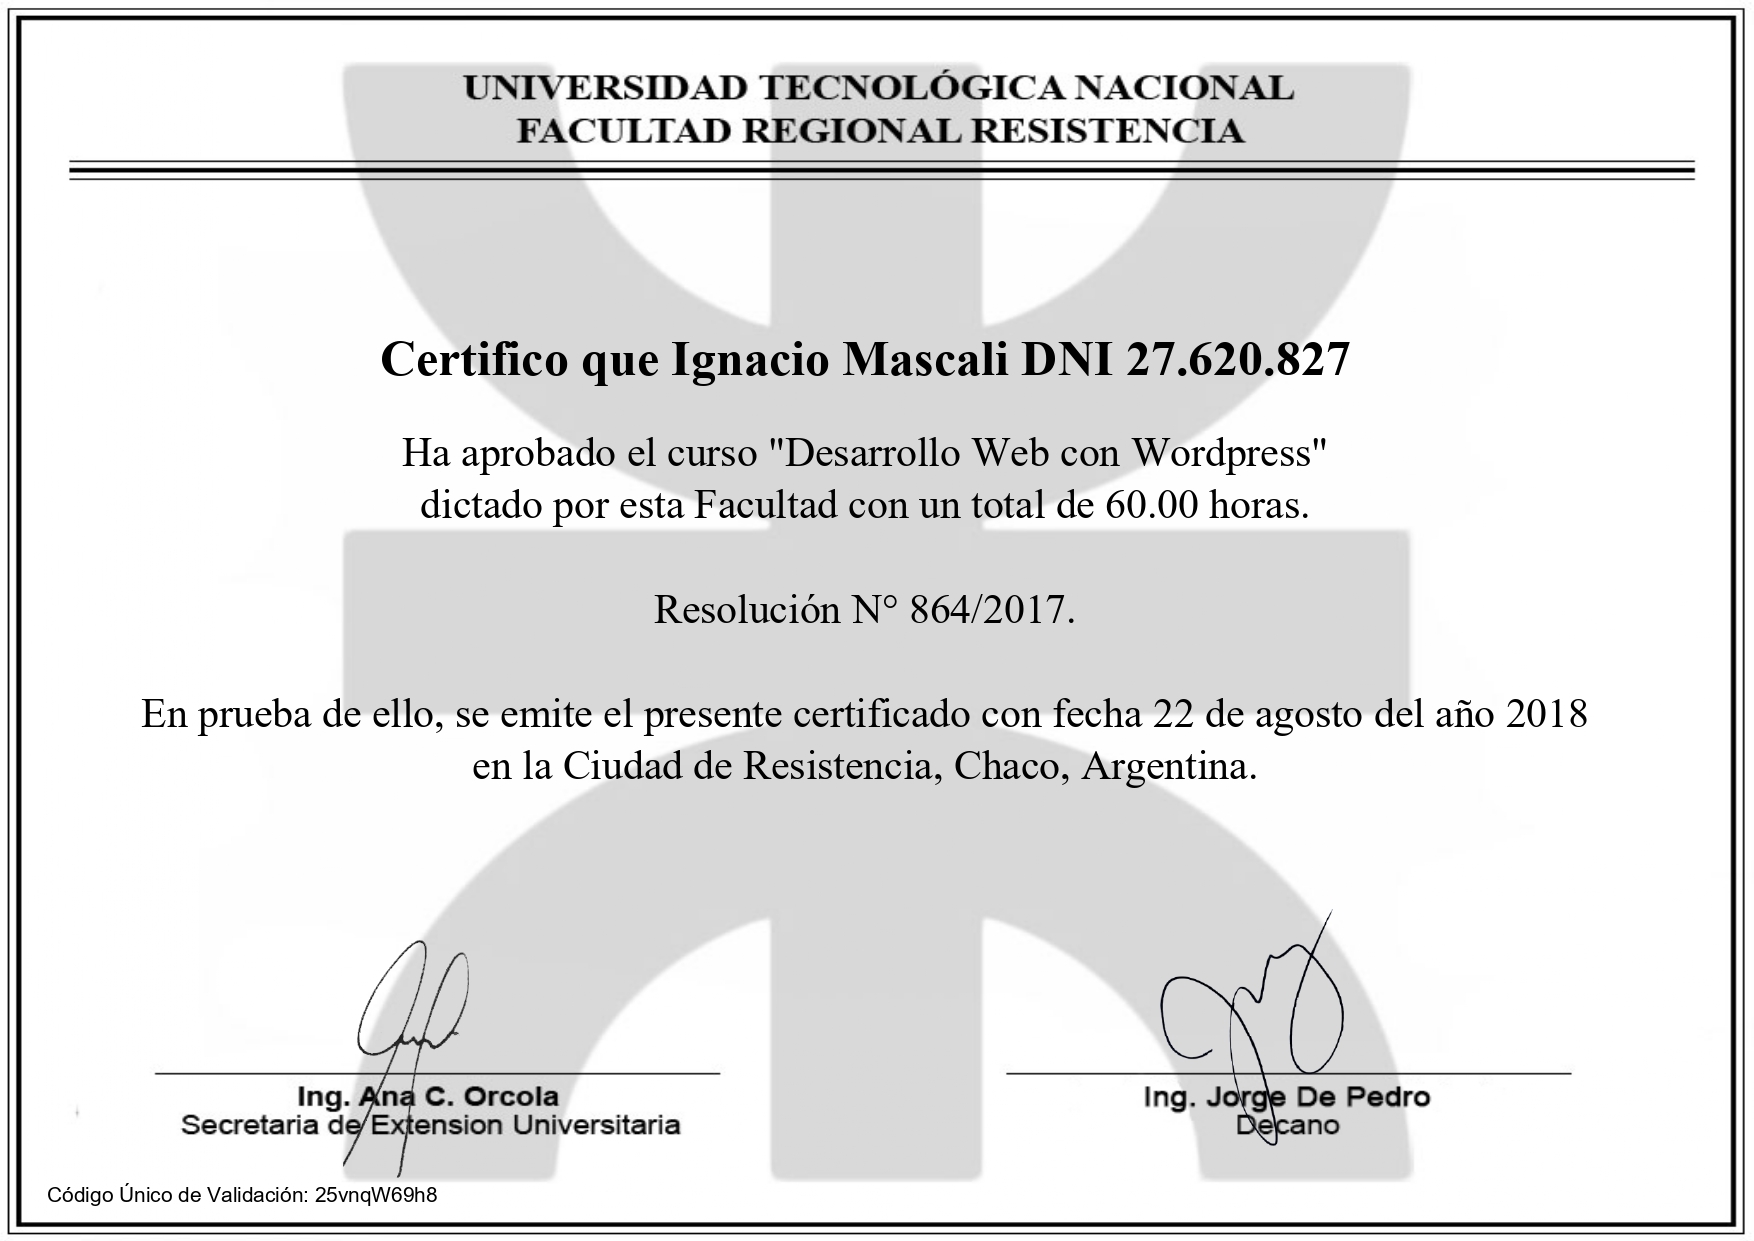 UNIVERSIDAD TECNOLÓGICA NACIONAL
FACULTAD REGIONAL RESISTENCIA
Certifico que Ignacio Mascali DNI 27.620.827
Ha aprobado el curso "Desarrollo Web con Wordpress"
dictado por esta Facultad con un total de 60.00 horas.
Resolución N° 864/2017.
En prueba de ello, se emite el presente certificado con fecha 22 de agosto del año 2018
en la Ciudad de Resistencia, Chaco, Argentina.
Ing. Ana C. Orcola
Secretaria de Extension Universitaria
Ing. Jorge De Pedro
Decano
Código Único de Validación: 25vnqW69h8